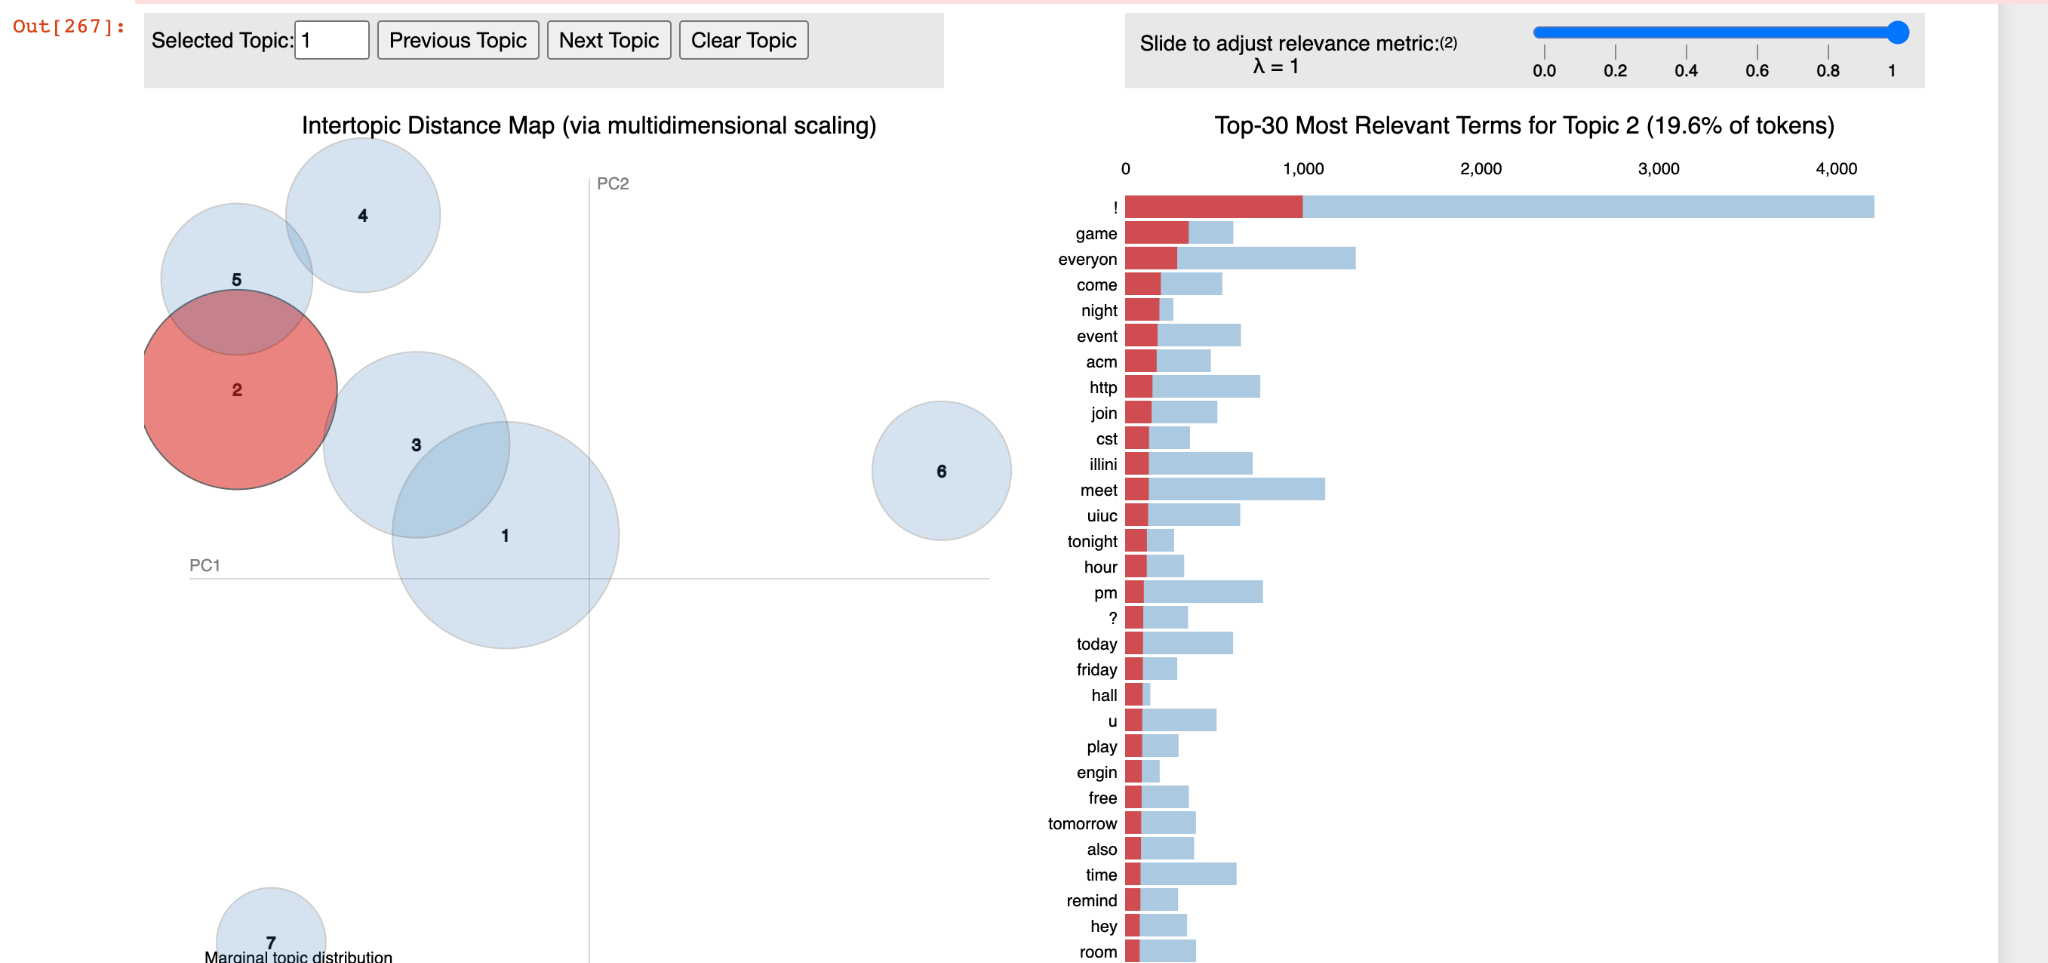 Out[267]:
Selected Topic: 1 Previous Topic Next Topic Clear Topic
Slide to adjust relevance metric:(2)
λ = 1
0.0 0.2 0.4 0.6 0.8 1
Intertopic Distance Map (via multidimensional scaling)
PC2
4
5
2
3
6
1
PC1
7
Marginal topic distribution
Top-30 Most Relevant Terms for Topic 2 (19.6% of tokens)
0 1,000 2,000 3,000 4,000
!
game
everyon
come
night
event
acm
http
join
cst
illini
meet
uiuc
tonight
hour
pm
?
today
friday
hall
u
play
engin
free
tomorrow
also
time
remind
hey
room